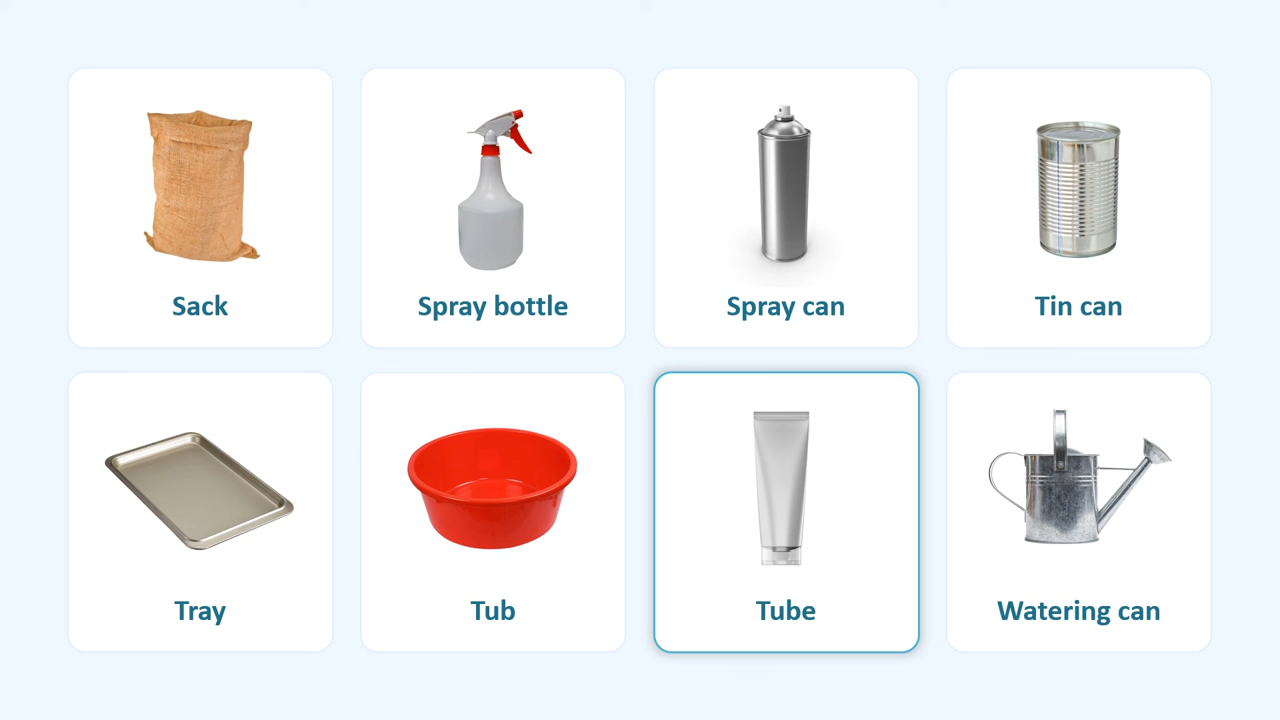 Sack
Spray bottle
Spray can
Tin can
Tray
Tub
Tube
Watering can